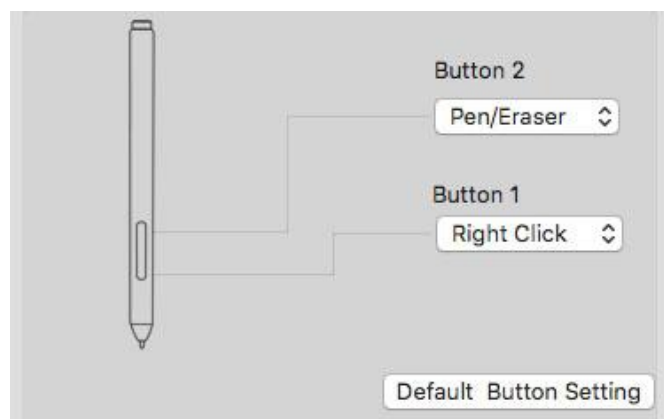 Button 2
Pen/Eraser
Button 1
Right Click
Default Button Setting